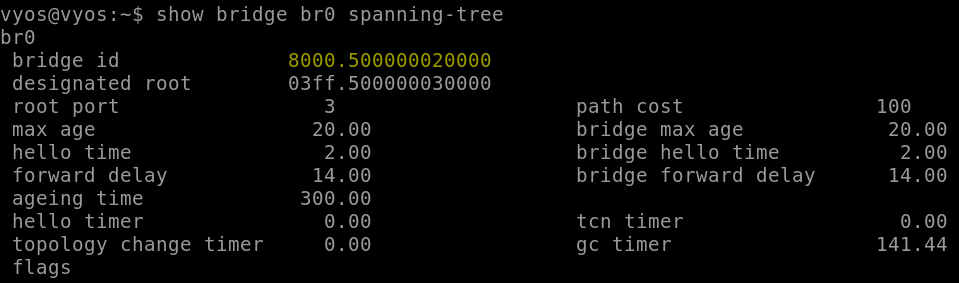 vyos@vyos:~$ show bridge br0 spanning-tree
br0
 bridge id              8000.500000020000
 designated root        03ff.500000030000
 root port                 3                    path cost                100
 max age                  20.00                 bridge max age            20.00
 hello time                2.00                 bridge hello time          2.00
 forward delay            14.00                 bridge forward delay      14.00
 ageing time             300.00
 hello timer               0.00                 tcn timer                  0.00
 topology change timer     0.00                 gc timer                 141.44
 flags